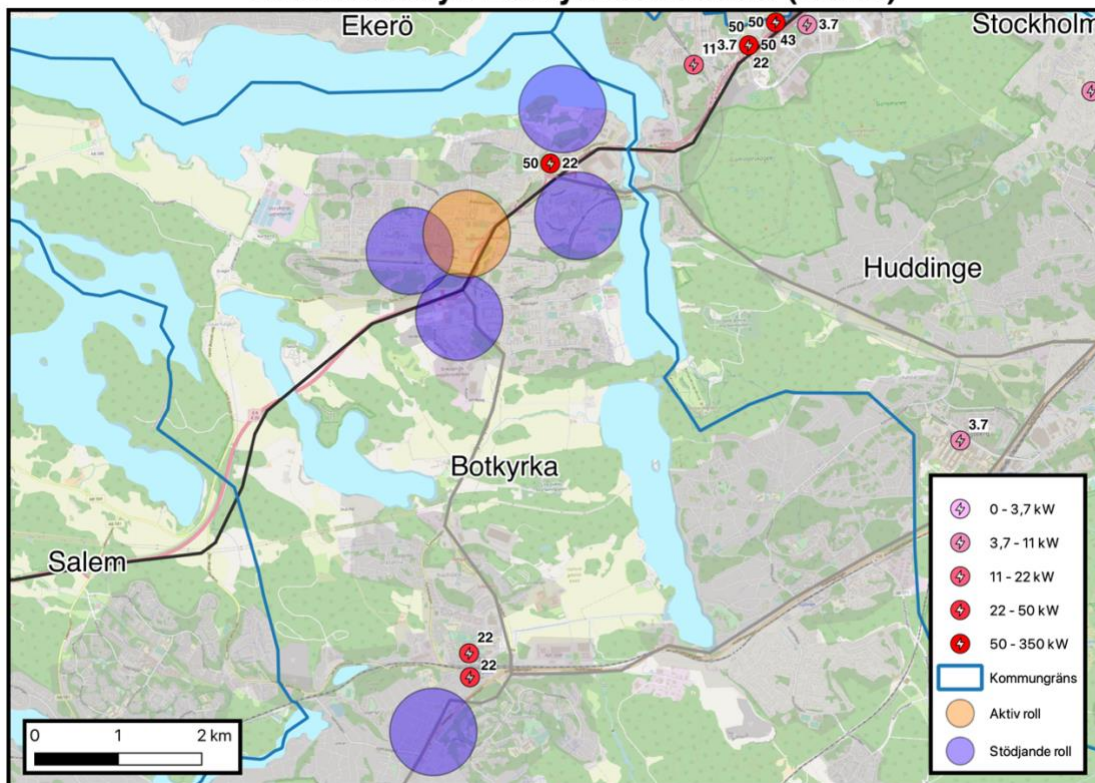 Ekerö
Stockholm
50 50 43
3.7
11 3.7 50
22
50 22
Huddinge
3.7
Botkyrka
Salem
22
22
0 - 3,7 kW
3,7 - 11 kW
11 - 22 kW
22 - 50 kW
50 - 350 kW
Kommungräns
Aktiv roll
Stödjande roll
0 1 2 km